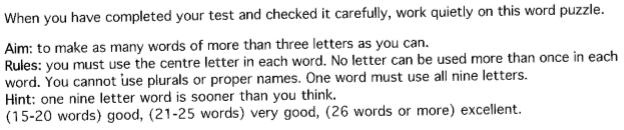 When you have completed your test and checked it carefully, work quietly on this word puzzle.
Aim: to make as many words of more than three letters as you can.
Rules: you must use the centre letter in each word. No letter can be used more than once in each
word. You cannot use plurals or proper names. One word must use all nine letters.
Hint: one nine letter word is sooner than you think.
(15-20 words) good, (21-25 words) very good, (26 words or more) excellent.